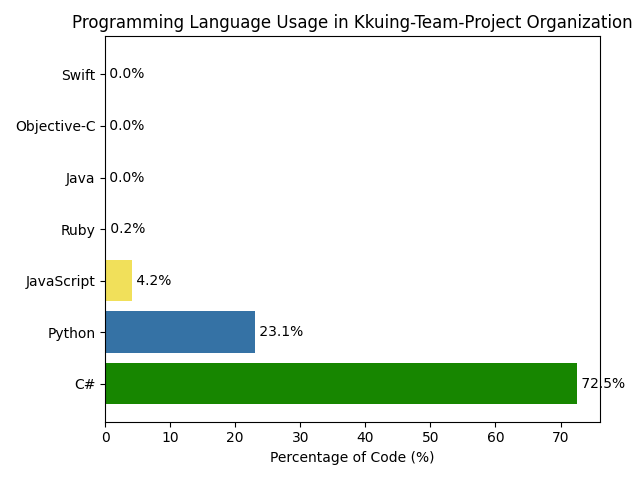 Programming Language Usage in Kkuing-Team-Project Organization
Swift 0.0%
Objective-C 0.0%
Java 0.0%
Ruby 0.2%
JavaScript 4.2%
Python 23.1%
C# 72.5%
0 10 20 30 40 50 60 70
Percentage of Code (%)